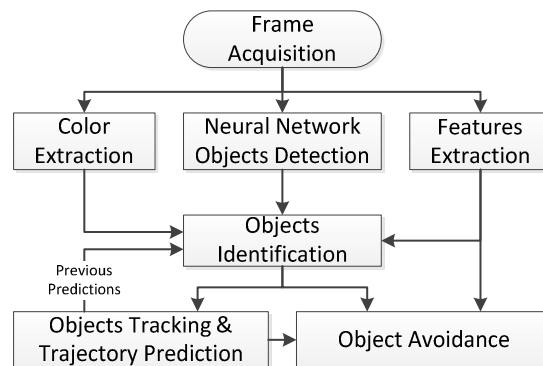 Frame
Acquisition
Color
Extraction
Neural Network
Objects Detection
Features
Extraction
Objects
Identification
Previous
Predictions
Objects Tracking &
Trajectory Prediction
Object Avoidance